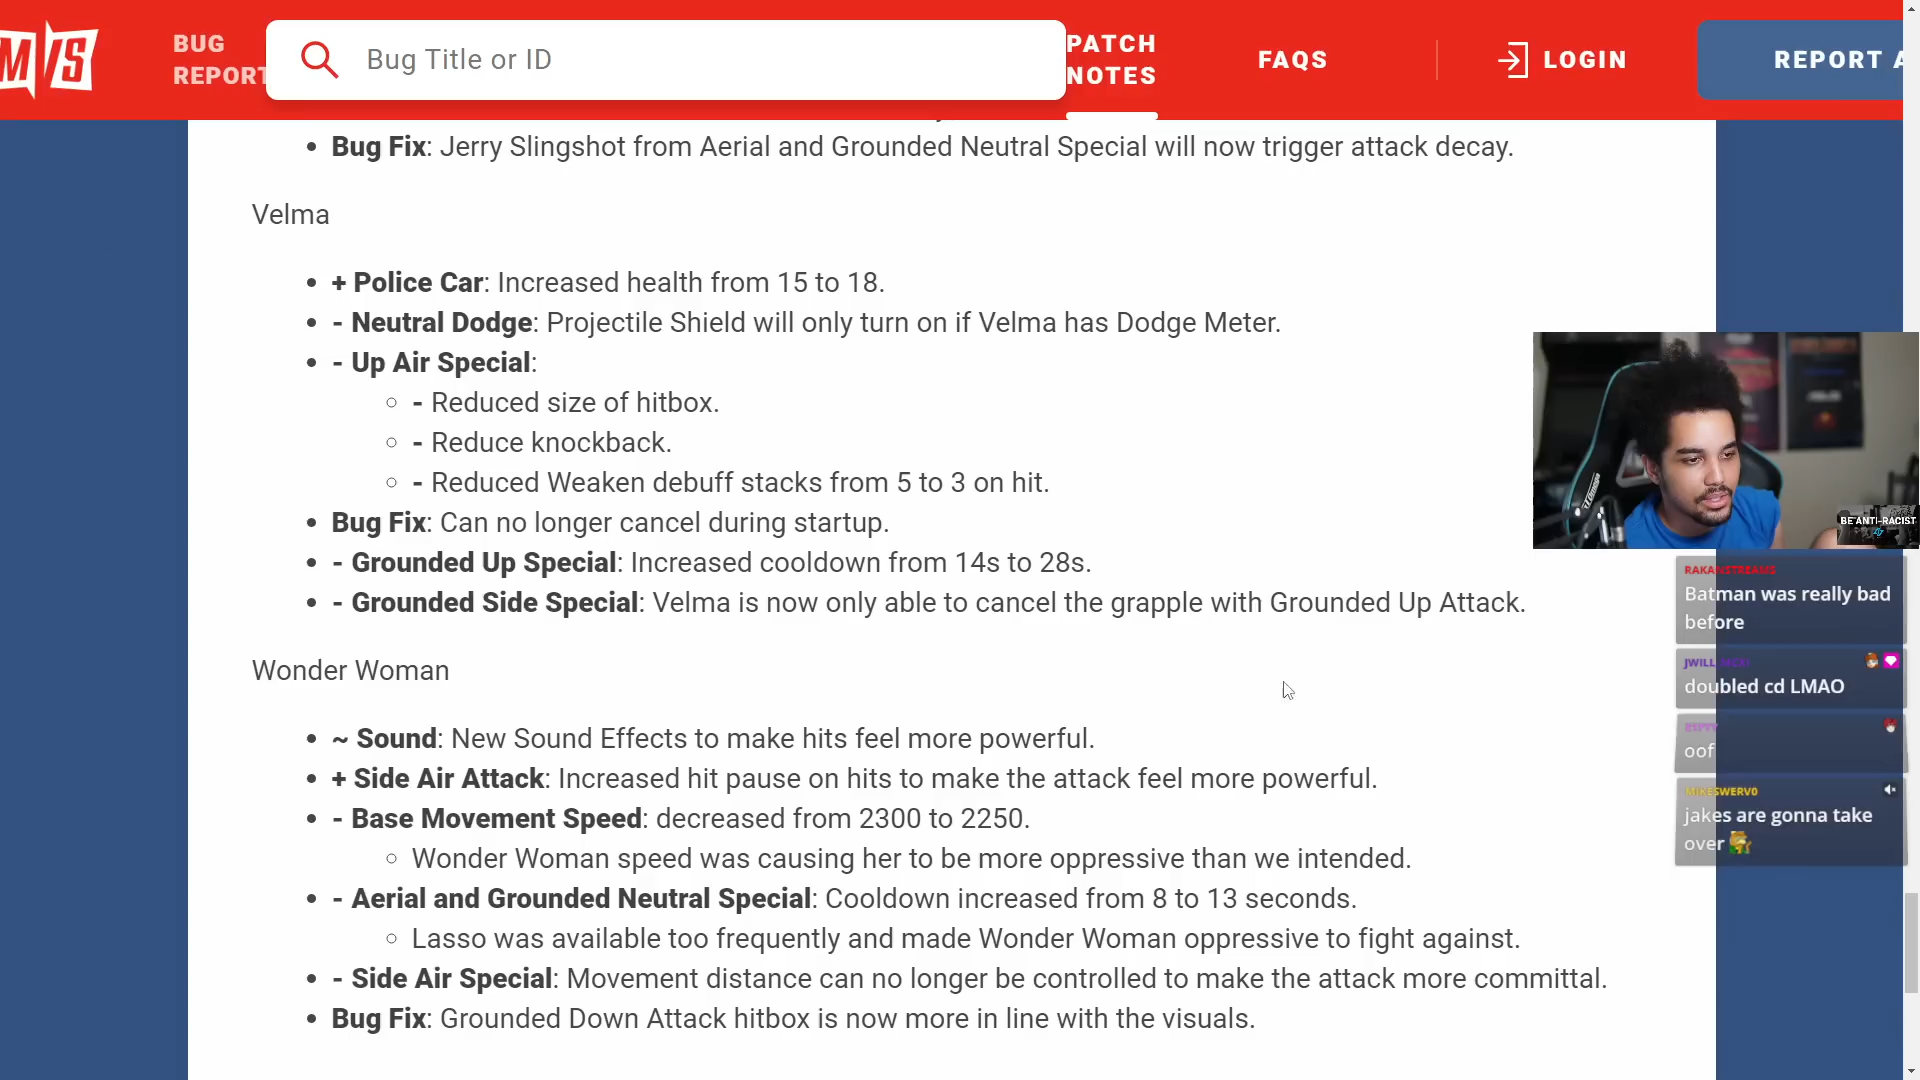 M/S
BUG
REPORT
Bug Title or ID
PATCH
NOTES
FAQS
LOGIN
REPORT A
• Bug Fix: Jerry Slingshot from Aerial and Grounded Neutral Special will now trigger attack decay.
Velma
• + Police Car: Increased health from 15 to 18.
• - Neutral Dodge: Projectile Shield will only turn on if Velma has Dodge Meter.
• - Up Air Special:
○ - Reduced size of hitbox.
○ - Reduce knockback.
○ - Reduced Weaken debuff stacks from 5 to 3 on hit.
• Bug Fix: Can no longer cancel during startup.
• - Grounded Up Special: Increased cooldown from 14s to 28s.
• - Grounded Side Special: Velma is now only able to cancel the grapple with Grounded Up Attack.
Wonder Woman
• ~ Sound: New Sound Effects to make hits feel more powerful.
• + Side Air Attack: Increased hit pause on hits to make the attack feel more powerful.
• - Base Movement Speed: decreased from 2300 to 2250.
○ Wonder Woman speed was causing her to be more oppressive than we intended.
• - Aerial and Grounded Neutral Special: Cooldown increased from 8 to 13 seconds.
○ Lasso was available too frequently and made Wonder Woman oppressive to fight against.
• - Side Air Special: Movement distance can no longer be controlled to make the attack more committal.
• Bug Fix: Grounded Down Attack hitbox is now more in line with the visuals.
BE ANTI-RACIST
RAKANSTREAMS
Batman was really bad
before
doubled cd LMAO
oof
MIKESWERV0
jakes are gonna take
over